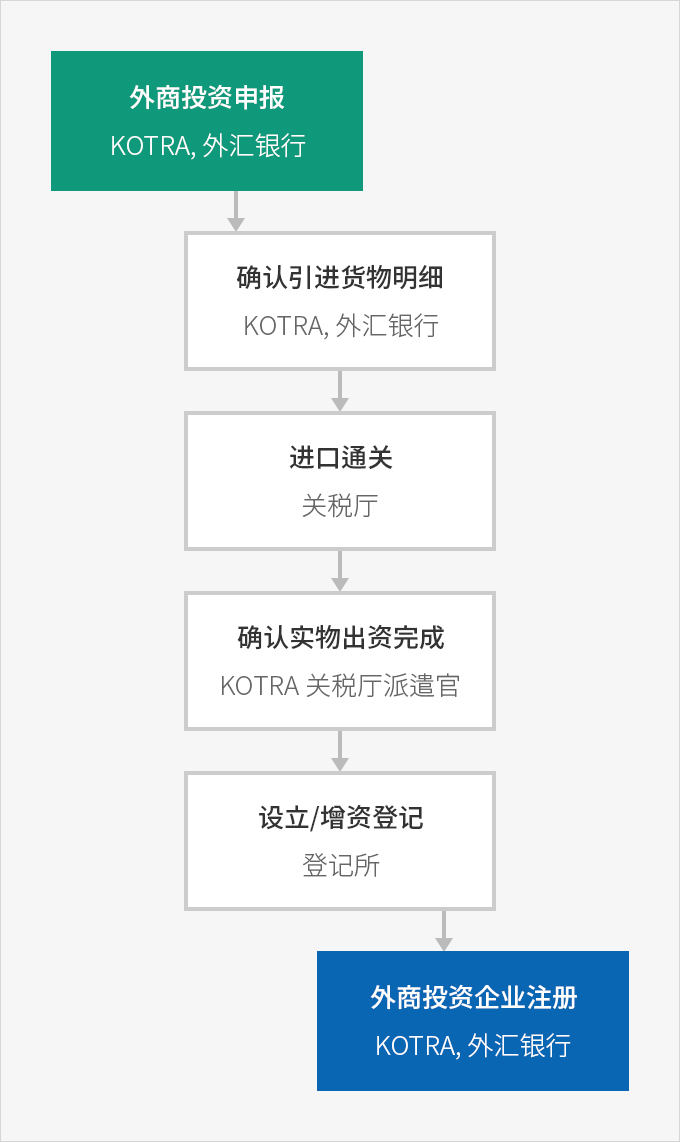 外商投资申报
KOTRA, 外汇银行
确认引进货物明细
KOTRA, 外汇银行
进口通关
关税厅
确认实物出资完成
KOTRA 关税厅派遣官
设立/增资登记
登记所
外商投资企业注册
KOTRA, 外汇银行